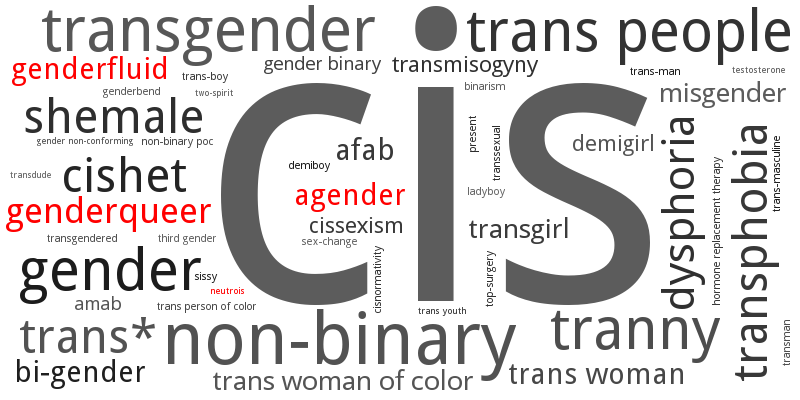 transgender
trans people
genderfluid
trans-boy
gender binary
transmisogyny
trans-man
testosterone
genderbend
two-spirit
binarism
misgender
shemale
cis
gender non-conforming
non-binary poc
afab
present
transsexual
demigirl
dysphoria
transphobia
trans-masculine
demiboy
transdude
cishet
agender
ladyboy
hormone replacement therapy
genderqueer
cissexism
transgirl
transgendered
third gender
sex-change
gender
sissy
neutrois
cisnormativity
top-surgery
amab
trans person of color
trans youth
trans*
non-binary
tranny
transman
bi-gender
trans woman of color
trans woman